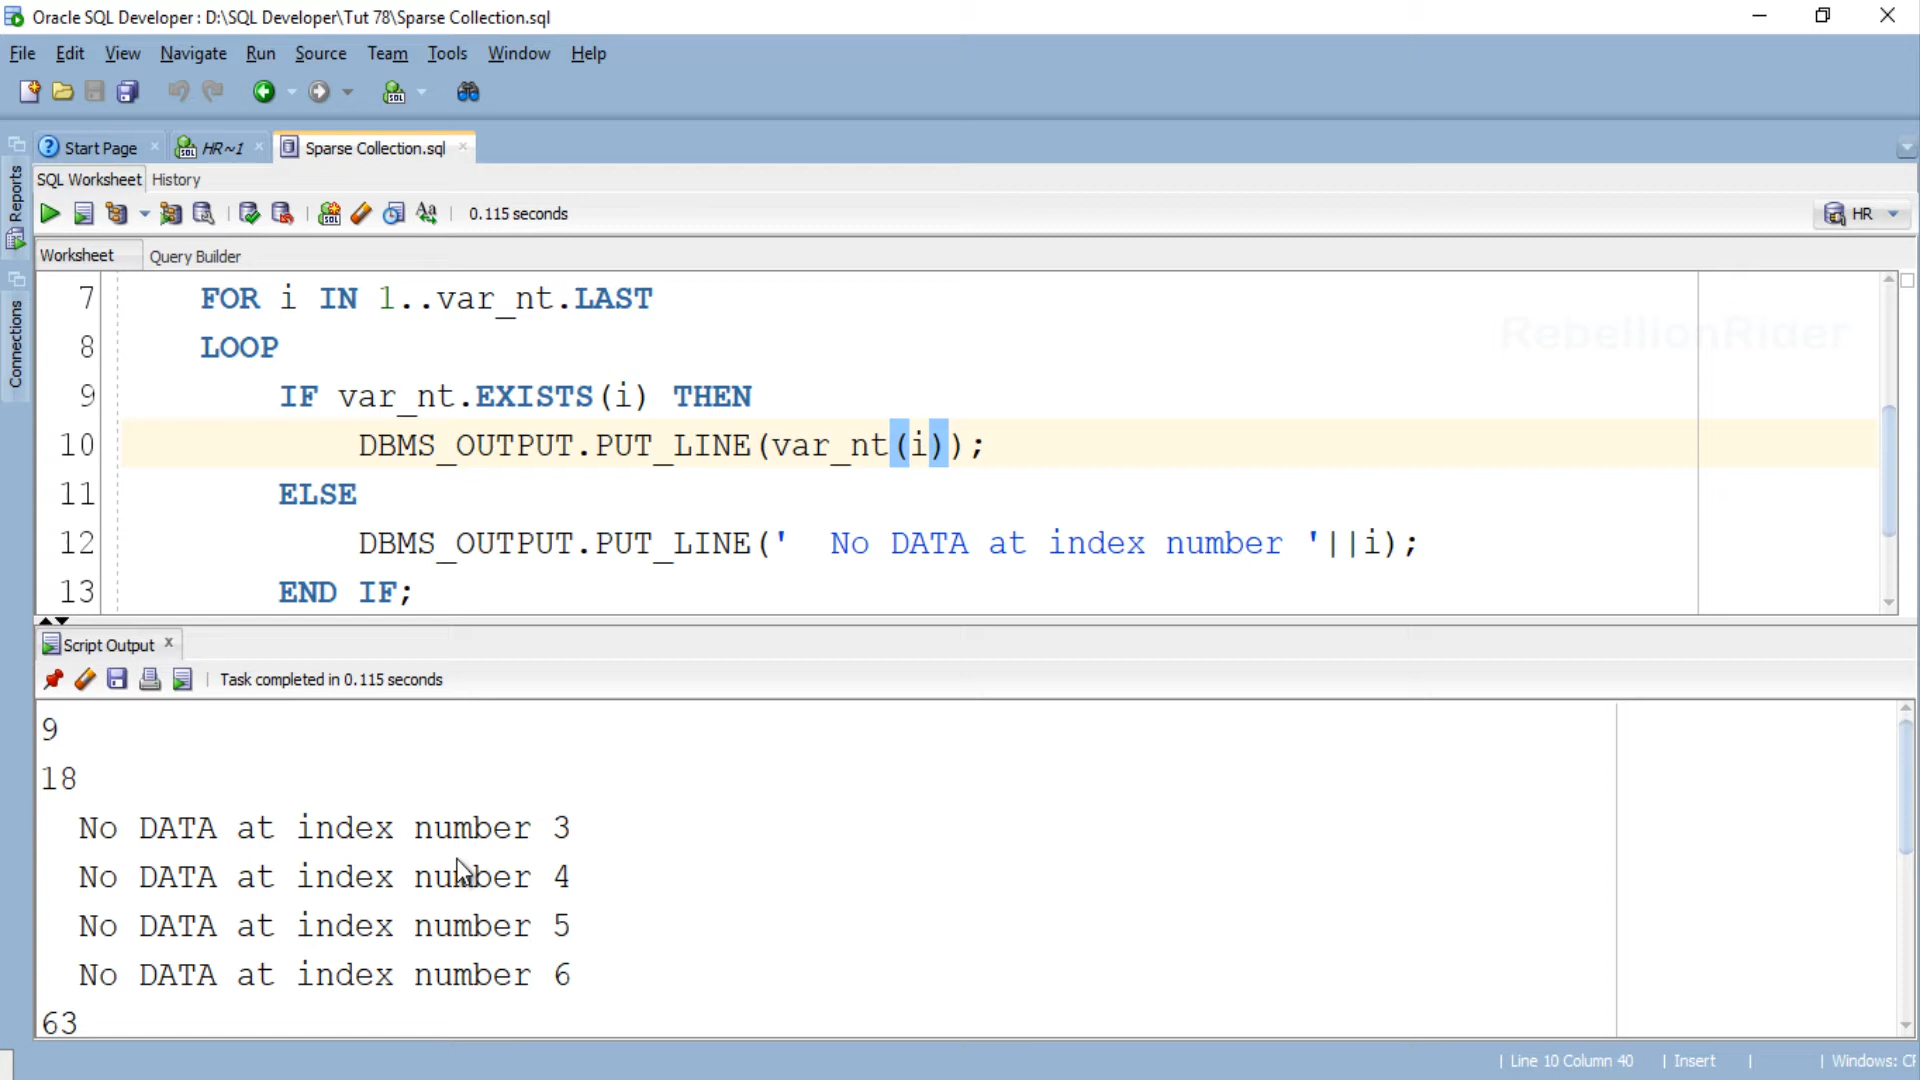 Oracle SQL Developer : D:\SQL Developer\Tut 78\Sparse Collection.sql
File Edit View Navigate Run Source Team Tools Window Help
Start Page HR~1 Sparse Collection.sql
SQL Worksheet History
0.115 seconds HR
Worksheet Query Builder
Reports
Connections
7 FOR i IN 1..var_nt.LAST
RebellionRider
8 LOOP
9 IF var_nt.EXISTS(i) THEN
10 DBMS_OUTPUT.PUT_LINE(var_nt(i));
11 ELSE
12 DBMS_OUTPUT.PUT_LINE('  No DATA at index number '||i);
13 END IF;
Script Output x
Task completed in 0.115 seconds
9
18
No DATA at index number 3
No DATA at index number 4
No DATA at index number 5
No DATA at index number 6
63
Line 10 Column 40 | Insert | | Windows: CF